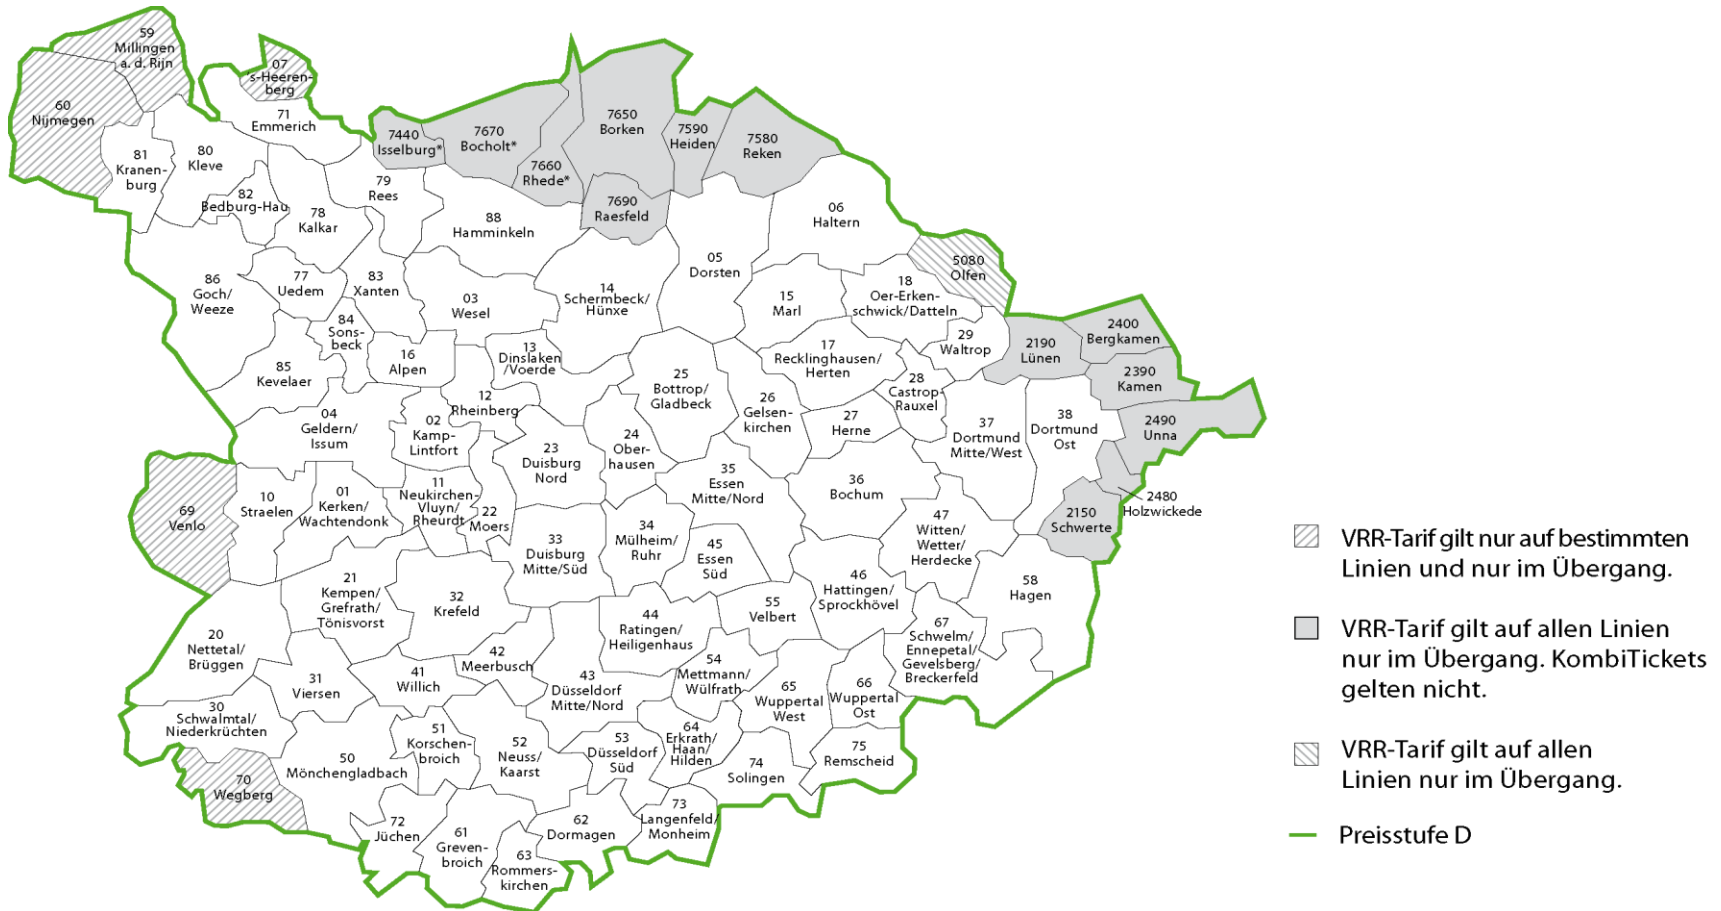 59
Millingen
a. d. Rijn
07
's-Heeren-
berg
60
Nijmegen
71
Emmerich
81
Kranen-
burg
80
Kleve
82
Bedburg-Hau
7440
Isselburg*
7670
Bocholt*
7660
Rhede*
7650
Borken
7590
Heiden
7580
Reken
7690
Raesfeld
79
Rees
78
Kalkar
88
Hamminkeln
06
Haltern
05
Dorsten
5080
Olfen
86
Goch/
Weeze
77
Uedem
83
Xanten
03
Wesel
14
Schermbeck/
Hünxe
15
Marl
18
Oer-Erken-
schwick/Datteln
84
Sons-
beck
16
Alpen
13
Dinslaken
/Voerde
17
Recklinghausen/
Herten
29
Waltrop
2190
Lünen
2400
Bergkamen
2390
Kamen
85
Kevelaer
12
Rheinberg
25
Bottrop/
Gladbeck
26
Gelsen-
kirchen
28
Castrop-
Rauxel
27
Herne
37
Dortmund
Mitte/West
38
Dortmund
Ost
2490
Unna
04
Geldern/
Issum
02
Kamp-
Lintfort
23
Duisburg
Nord
24
Ober-
hausen
35
Essen
Mitte/Nord
36
Bochum
2480
Holzwickede
2150
Schwerte
69
Venlo
10
Straelen
01
Kerken/
Wachtendonk
11
Neukirchen-
Vluyn/
Rheurdt
22
Moers
33
Duisburg
Mitte/Süd
34
Mülheim/
Ruhr
45
Essen
Süd
47
Witten/
Wetter/
Herdecke
46
Hattingen/
Sprockhövel
58
Hagen
21
Kempen/
Grefrath/
Tönisvorst
32
Krefeld
44
Ratingen/
Heiligenhaus
55
Velbert
67
Schwelm/
Ennepetal/
Gevelsberg/
Breckerfeld
20
Nettetal/
Brüggen
31
Viersen
41
Willich
42
Meerbusch
43
Düsseldorf
Mitte/Nord
54
Mettmann/
Wülfrath
65
Wuppertal
West
66
Wuppertal
Ost
30
Schwalmtal/
Niederkrüchten
50
Mönchengladbach
51
Korschen-
broich
52
Neuss/
Kaarst
53
Düsseldorf
Süd
64
Erkrath/
Haan/
Hilden
74
Solingen
75
Remscheid
70
Wegberg
72
Jüchen
61
Greven-
broich
63
Rommers-
kirchen
62
Dormagen
73
Langenfeld/
Monheim
VRR-Tarif gilt nur auf bestimmten
Linien und nur im Übergang.
VRR-Tarif gilt auf allen Linien
nur im Übergang. KombiTickets
gelten nicht.
VRR-Tarif gilt auf allen
Linien nur im Übergang.
Preisstufe D